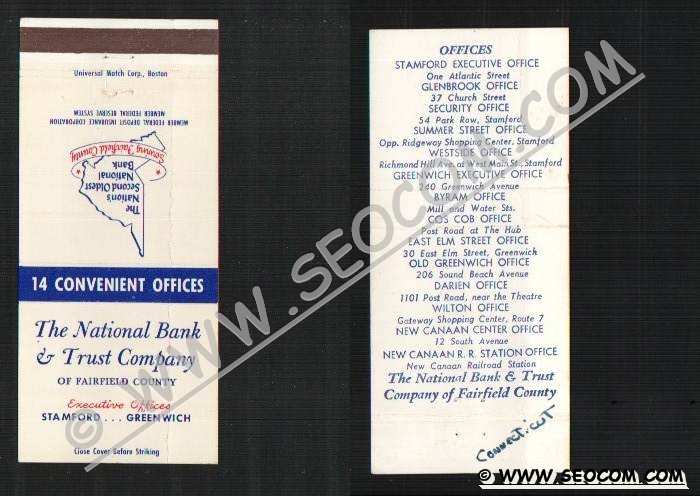 Universal Match Corp., Boston
MEMBER FEDERAL DEPOSIT INSURANCE CORPORATION
MEMBER FEDERAL RESERVE SYSTEM
Serving Fairfield County
The
Nation's
Second Oldest
National
Bank
14 CONVENIENT OFFICES
The National Bank
& Trust Company
OF FAIRFIELD COUNTY
Executive Offices
STAMFORD . . . GREENWICH
Close Cover Before Striking
OFFICES
STAMFORD EXECUTIVE OFFICE
One Atlantic Street
GLENBROOK OFFICE
37 Church Street
SECURITY OFFICE
54 Park Row, Stamford
SUMMER STREET OFFICE
Opp. Ridgeway Shopping Center, Stamford
WESTSIDE OFFICE
Richmond Hill at West Main St., Stamford
GREENWICH EXECUTIVE OFFICE
240 Greenwich Avenue
BYRAM OFFICE
Mill and Water Sts.
COS COB OFFICE
Post Road at The Hub
EAST ELM STREET OFFICE
30 East Elm Street, Greenwich
OLD GREENWICH OFFICE
206 Sound Beach Avenue
DARIEN OFFICE
1101 Post Road, near the Theatre
WILTON OFFICE
Gateway Shopping Center, Route 7
NEW CANAAN CENTER OFFICE
12 South Avenue
NEW CANAAN R. R. STATION OFFICE
New Canaan Railroad Station
The National Bank & Trust
Company of Fairfield County
CONNECTICUT
© WWW.SEOCOM.COM
© WWW.SEOCOM.COM